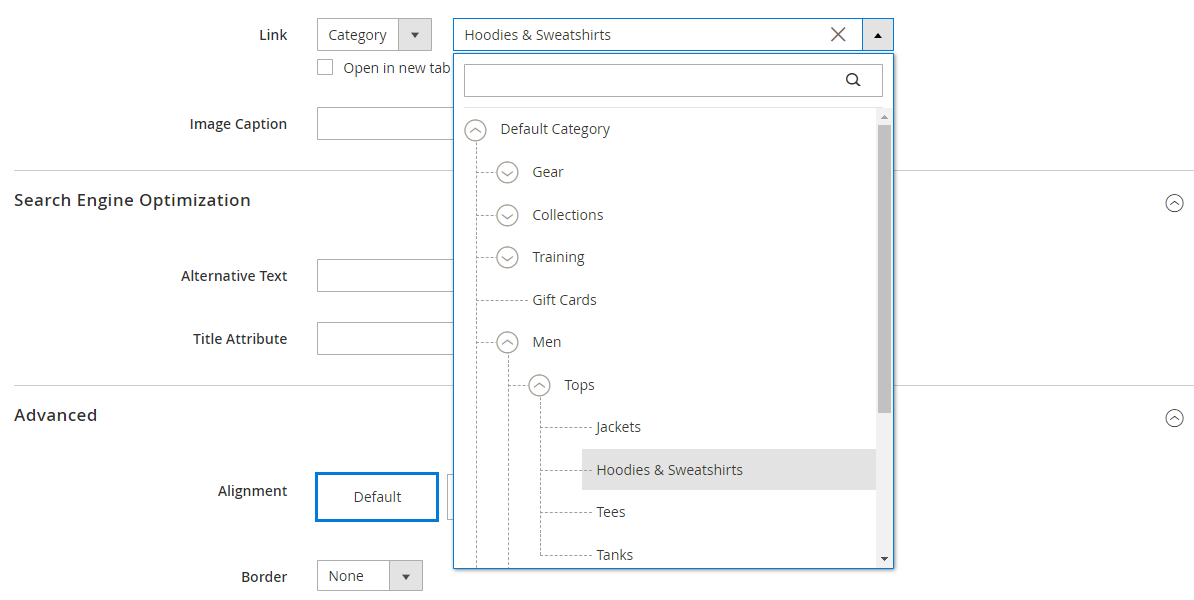 Link
Category
Hoodies & Sweatshirts
Open in new tab
Image Caption
Default Category
Gear
Search Engine Optimization
Collections
Training
Alternative Text
Gift Cards
Title Attribute
Men
Tops
Advanced
Jackets
Hoodies & Sweatshirts
Alignment
Default
Tees
Tanks
Border
None